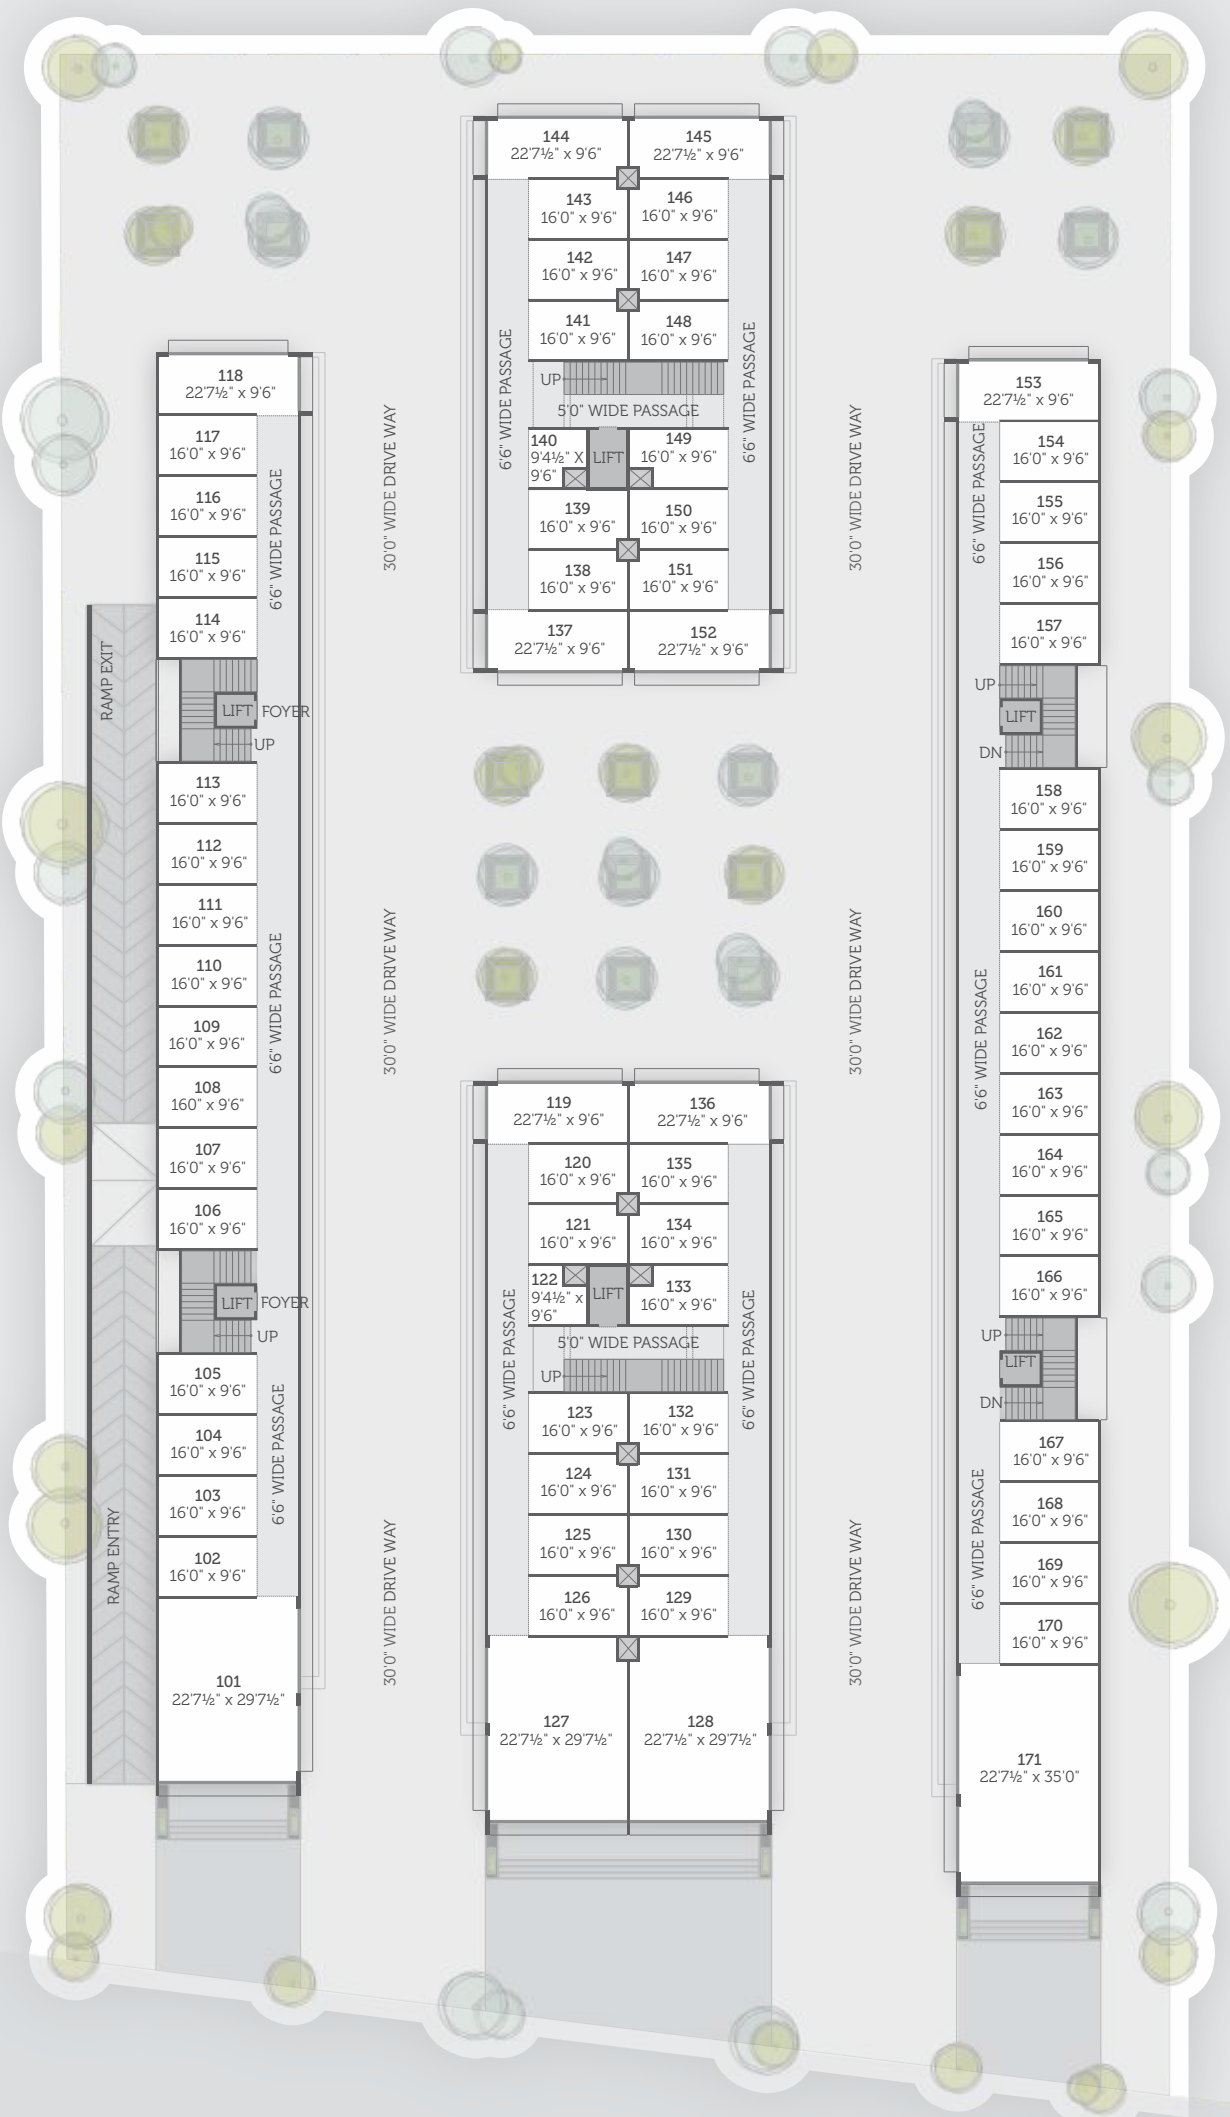 144
22'7½" x 9'6"
145
22'7½" x 9'6"
143
16'0" x 9'6"
146
16'0" x 9'6"
142
16'0" x 9'6"
147
16'0" x 9'6"
141
16'0" x 9'6"
148
16'0" x 9'6"
6'6" WIDE PASSAGE
6'6" WIDE PASSAGE
UP
5'0" WIDE PASSAGE
140
9'4½" X
9'6"
LIFT
149
16'0" x 9'6"
139
16'0" x 9'6"
150
16'0" x 9'6"
138
16'0" x 9'6"
151
16'0" x 9'6"
137
22'7½" x 9'6"
152
22'7½" x 9'6"
118
22'7½" x 9'6"
117
16'0" x 9'6"
116
16'0" x 9'6"
115
16'0" x 9'6"
114
16'0" x 9'6"
6'6" WIDE PASSAGE
RAMP EXIT
LIFT
FOYER
UP
113
16'0" x 9'6"
112
16'0" x 9'6"
111
16'0" x 9'6"
110
16'0" x 9'6"
109
16'0" x 9'6"
108
160" x 9'6"
107
16'0" x 9'6"
106
16'0" x 9'6"
6'6" WIDE PASSAGE
LIFT
FOYER
UP
105
16'0" x 9'6"
104
16'0" x 9'6"
103
16'0" x 9'6"
102
16'0" x 9'6"
6'6" WIDE PASSAGE
RAMP ENTRY
101
22'7½" x 29'7½"
30'0" WIDE DRIVE WAY
30'0" WIDE DRIVE WAY
30'0" WIDE DRIVE WAY
30'0" WIDE DRIVE WAY
30'0" WIDE DRIVE WAY
30'0" WIDE DRIVE WAY
119
22'7½" x 9'6"
136
22'7½" x 9'6"
120
16'0" x 9'6"
135
16'0" x 9'6"
121
16'0" x 9'6"
134
16'0" x 9'6"
122
9'4½" x
9'6"
LIFT
133
16'0" x 9'6"
6'6" WIDE PASSAGE
6'6" WIDE PASSAGE
5'0" WIDE PASSAGE
UP
123
16'0" x 9'6"
132
16'0" x 9'6"
124
16'0" x 9'6"
131
16'0" x 9'6"
125
16'0" x 9'6"
130
16'0" x 9'6"
126
16'0" x 9'6"
129
16'0" x 9'6"
127
22'7½" x 29'7½"
128
22'7½" x 29'7½"
153
22'7½" x 9'6"
154
16'0" x 9'6"
155
16'0" x 9'6"
156
16'0" x 9'6"
157
16'0" x 9'6"
6'6" WIDE PASSAGE
UP
LIFT
DN
158
16'0" x 9'6"
159
16'0" x 9'6"
160
16'0" x 9'6"
161
16'0" x 9'6"
162
16'0" x 9'6"
163
16'0" x 9'6"
164
16'0" x 9'6"
165
16'0" x 9'6"
166
16'0" x 9'6"
6'6" WIDE PASSAGE
UP
LIFT
DN
167
16'0" x 9'6"
168
16'0" x 9'6"
169
16'0" x 9'6"
170
16'0" x 9'6"
6'6" WIDE PASSAGE
171
22'7½" x 35'0"